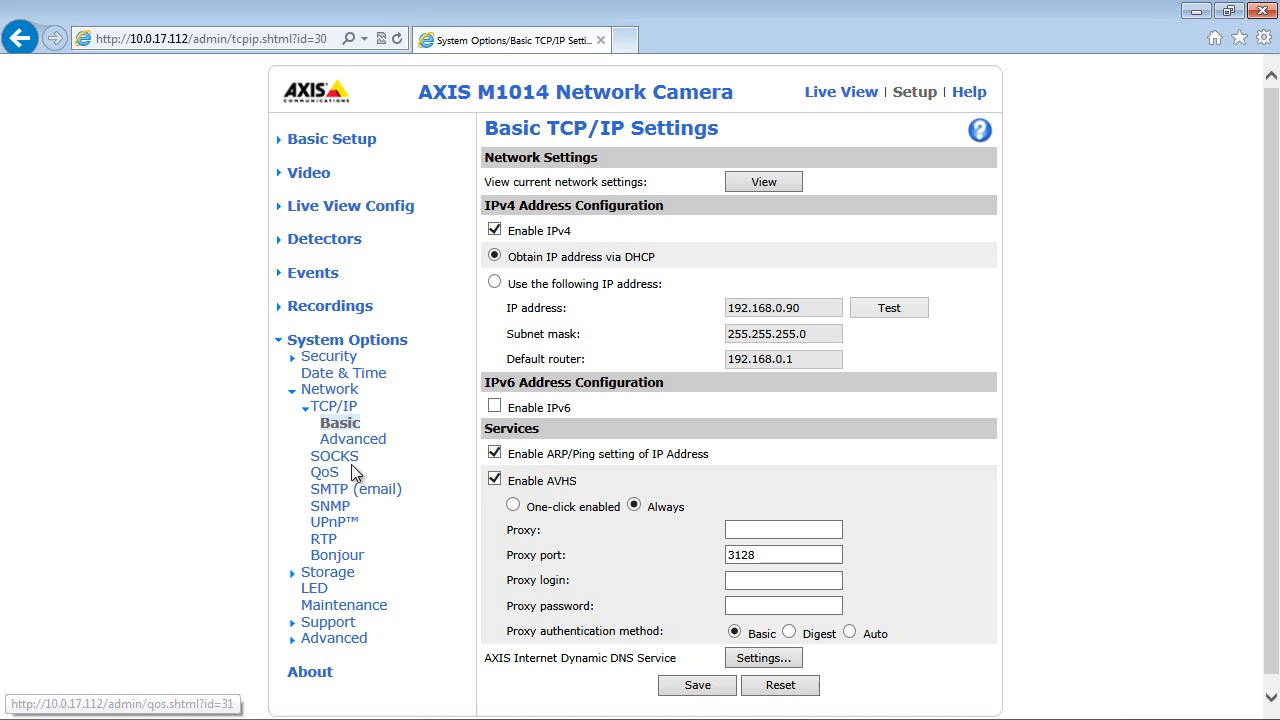 http://10.0.17.112/admin/tcpip.shtml?id=30
System Options/Basic TCP/IP Setti...
AXIS
COMMUNICATIONS
AXIS M1014 Network Camera
Live View | Setup | Help
Basic Setup
Video
Live View Config
Detectors
Events
Recordings
System Options
Security
Date & Time
Network
TCP/IP
Basic
Advanced
SOCKS
QoS
SMTP (email)
SNMP
UPnP™
RTP
Bonjour
Storage
LED
Maintenance
Support
Advanced
About
Basic TCP/IP Settings
?
Network Settings
View current network settings: View
IPv4 Address Configuration
Enable IPv4
Obtain IP address via DHCP
Use the following IP address:
IP address: 192.168.0.90 Test
Subnet mask: 255.255.255.0
Default router: 192.168.0.1
IPv6 Address Configuration
Enable IPv6
Services
Enable ARP/Ping setting of IP Address
Enable AVHS
One-click enabled Always
Proxy:
Proxy port: 3128
Proxy login:
Proxy password:
Proxy authentication method: Basic Digest Auto
AXIS Internet Dynamic DNS Service Settings...
Save Reset
http://10.0.17.112/admin/qos.shtml?id=31